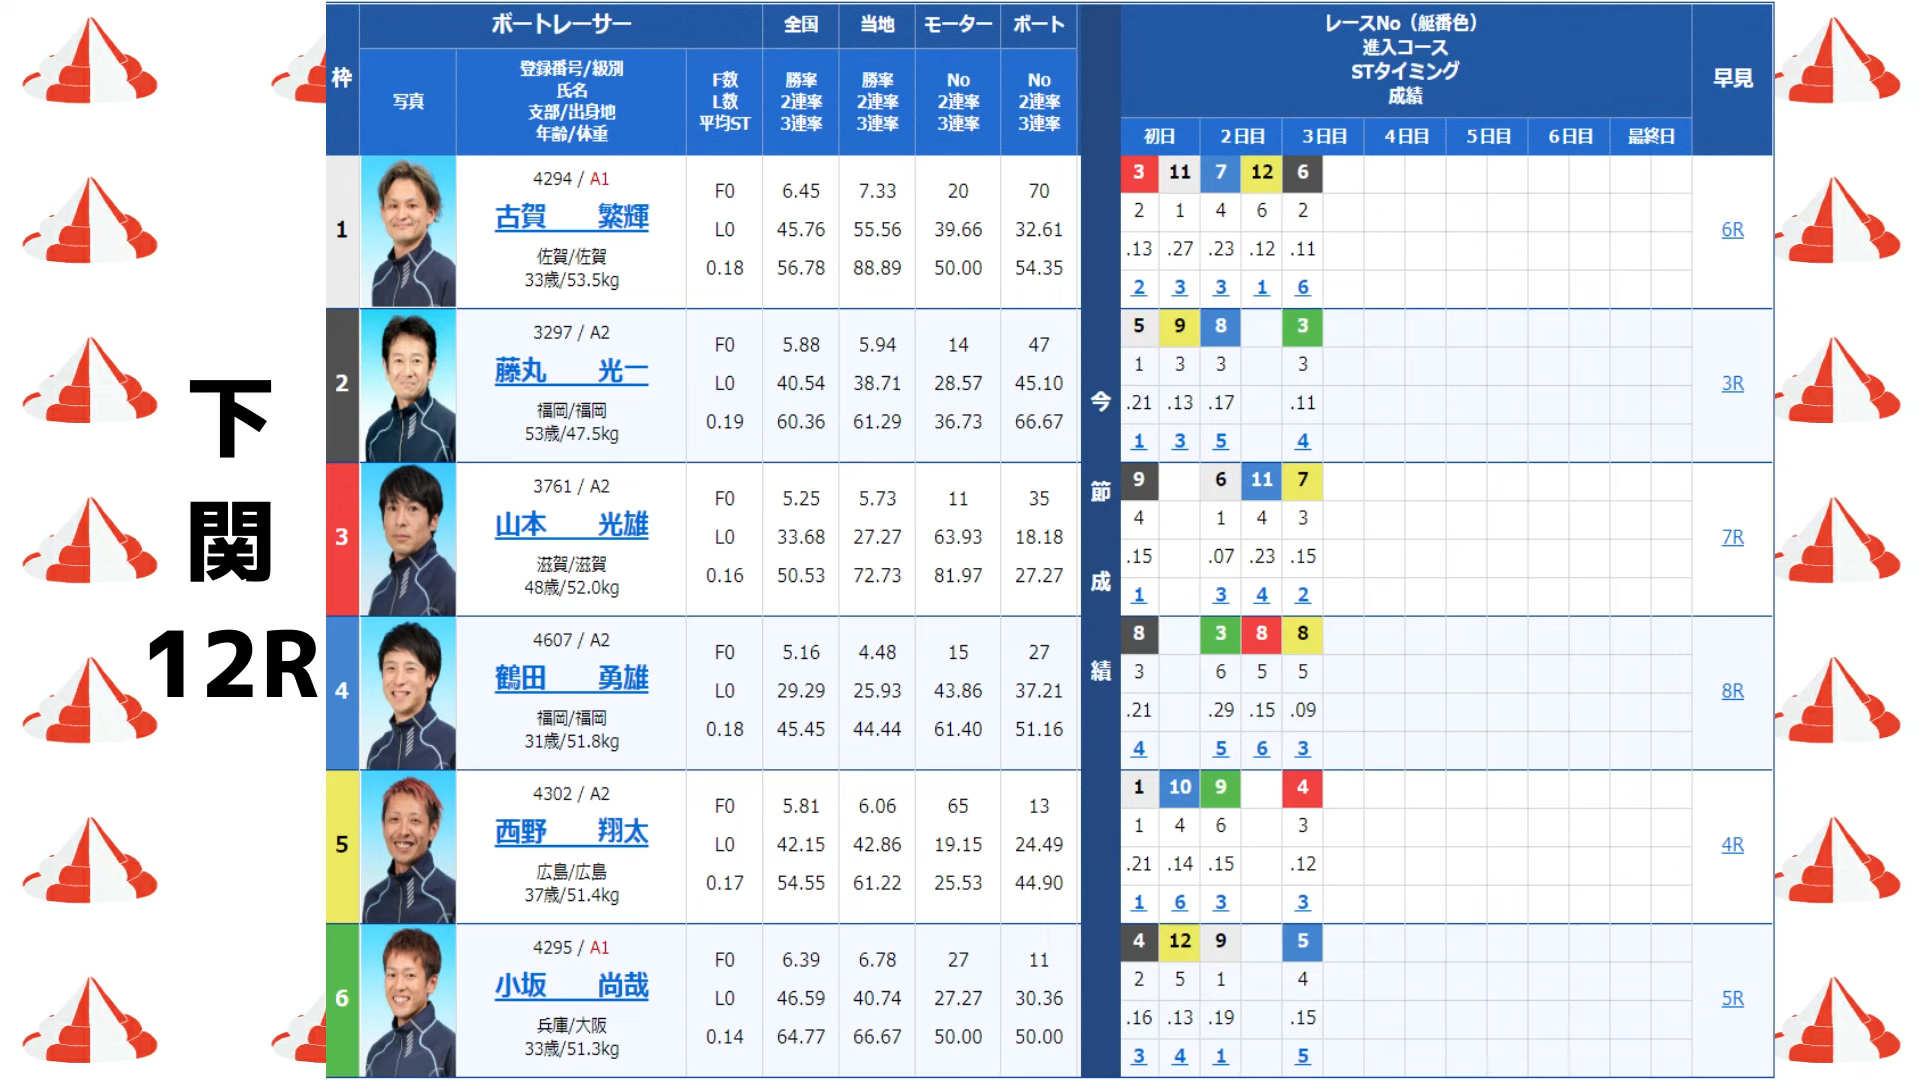 下
関
12R
枠
ボートレーサー
全国
当地
モーター
ボート
レースNo（艇番色）
進入コース
STタイミング
成績
早見
写真
登録番号/級別
氏名
支部/出身地
年齢/体重
F数
L数
平均ST
勝率
2連率
3連率
勝率
2連率
3連率
No
2連率
3連率
No
2連率
3連率
初日 2日目 3日目 4日目 5日目 6日目 最終日
今
節
成
績
1
4294 / A1
古賀 繁輝
佐賀/佐賀
33歳/53.5kg
F0 6.45 7.33 20 70
L0 45.76 55.56 39.66 32.61
0.18 56.78 88.89 50.00 54.35
3 11 7 12 6
2 1 4 6 2
.13 .27 .23 .12 .11
2 3 3 1 6
6R
2
3297 / A2
藤丸 光一
福岡/福岡
53歳/47.5kg
F0 5.88 5.94 14 47
L0 40.54 38.71 28.57 45.10
0.19 60.36 61.29 36.73 66.67
5 9 8 3
1 3 3 3
.21 .13 .17 .11
1 3 5 4
3R
3
3761 / A2
山本 光雄
滋賀/滋賀
48歳/52.0kg
F0 5.25 5.73 11 35
L0 33.68 27.27 63.93 18.18
0.16 50.53 72.73 81.97 27.27
9 6 11 7
4 1 4 3
.15 .07 .23 .15
1 3 4 2
7R
4
4607 / A2
鶴田 勇雄
福岡/福岡
31歳/51.8kg
F0 5.16 4.48 15 27
L0 29.29 25.93 43.86 37.21
0.18 45.45 44.44 61.40 51.16
8 3 8 8
3 6 5 5
.21 .29 .15 .09
4 5 6 3
8R
5
4302 / A2
西野 翔太
広島/広島
37歳/51.4kg
F0 5.81 6.06 65 13
L0 42.15 42.86 19.15 24.49
0.17 54.55 61.22 25.53 44.90
1 10 9 4
1 4 6 3
.21 .14 .15 .12
1 6 3 3
4R
6
4295 / A1
小坂 尚哉
兵庫/大阪
33歳/51.3kg
F0 6.39 6.78 27 11
L0 46.59 40.74 27.27 30.36
0.14 64.77 66.67 50.00 50.00
4 12 9 5
2 5 1 4
.16 .13 .19 .15
3 4 1 5
5R